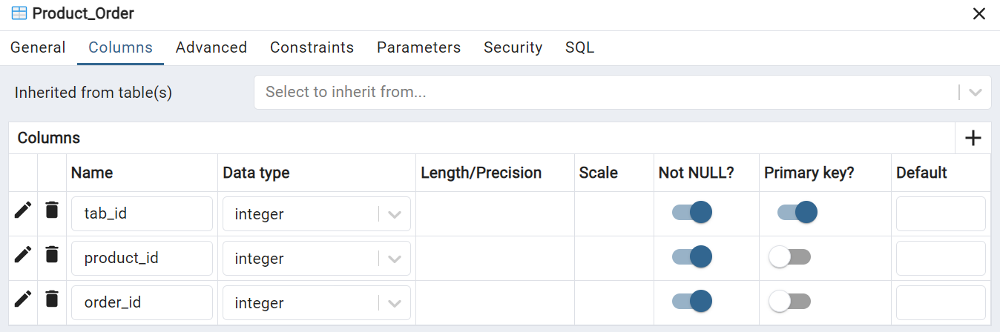 Product_Order
General Columns Advanced Constraints Parameters Security SQL
Inherited from table(s) Select to inherit from...
Columns
Name Data type Length/Precision Scale Not NULL? Primary key? Default
tab_id integer
product_id integer
order_id integer